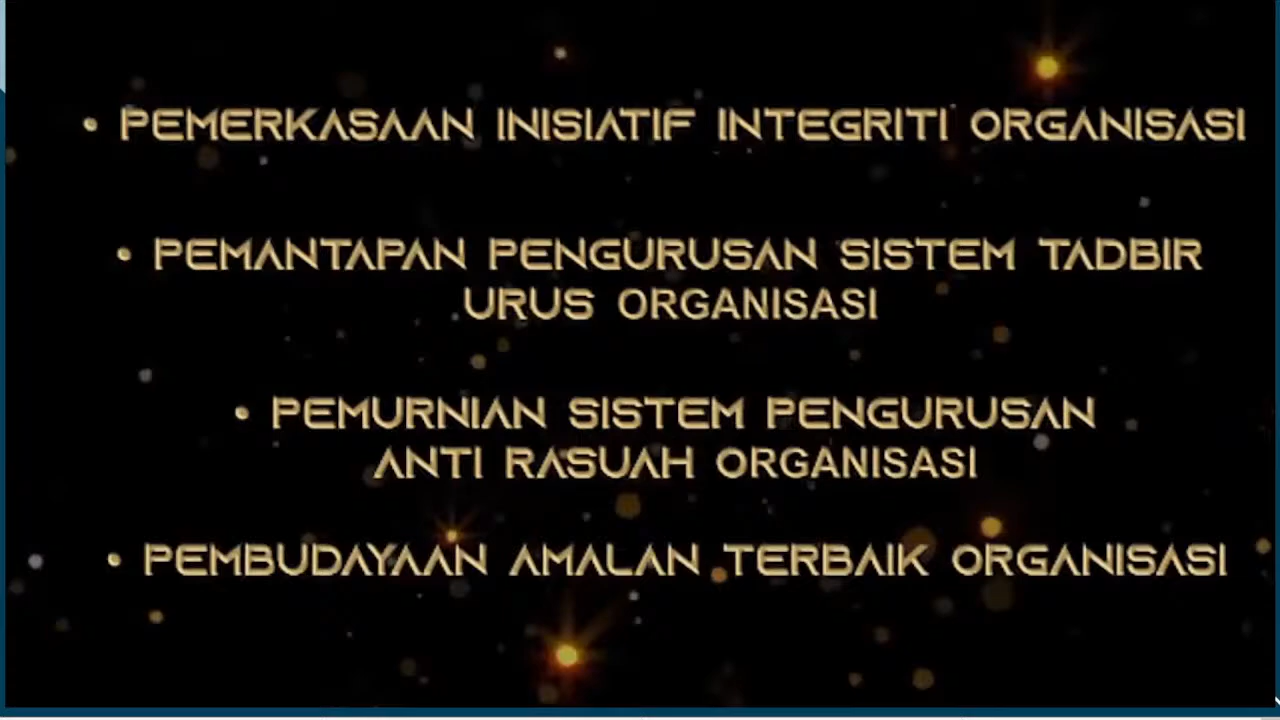 • PEMERKASAAN INISIATIF INTEGRITI ORGANISASI
• PEMANTAPAN PENGURUSAN SISTEM TADBIR
URUS ORGANISASI
• PEMURNIAN SISTEM PENGURUSAN
ANTI RASUAH ORGANISASI
• PEMBUDAYAAN AMALAN TERBAIK ORGANISASI